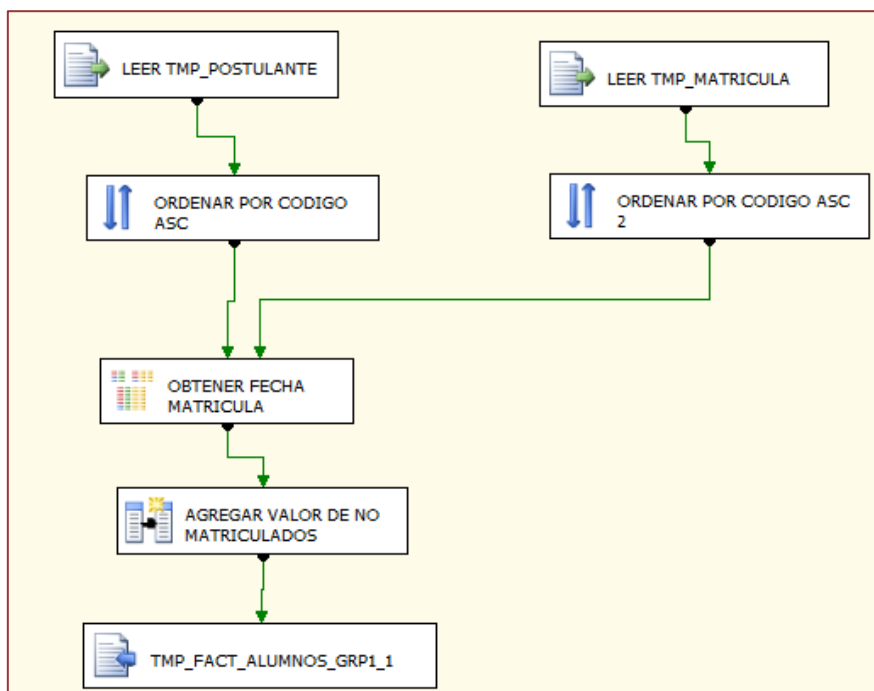 LEER TMP_POSTULANTE
LEER TMP_MATRICULA
ORDENAR POR CODIGO
ASC
ORDENAR POR CODIGO ASC
2
OBTENER FECHA
MATRICULA
AGREGAR VALOR DE NO
MATRICULADOS
TMP_FACT_ALUMNOS_GRP1_1